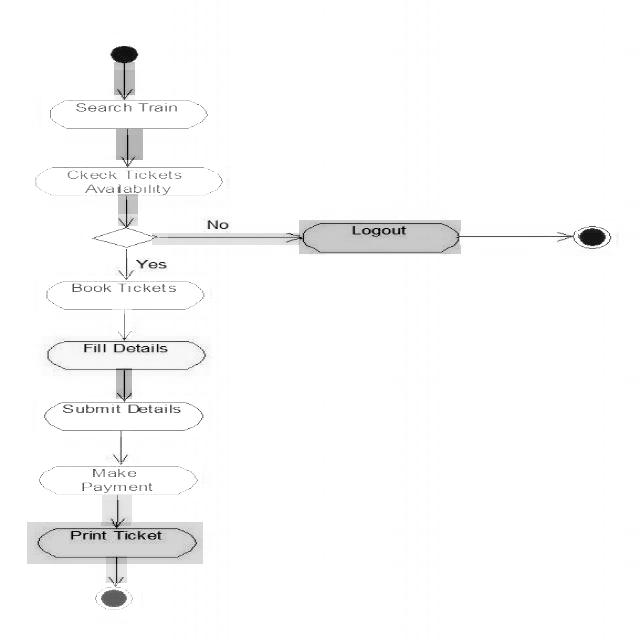 Search Train
Ckeck Tickets
Availability
No
Logout
Yes
Book Tickets
Fill Details
Submit Details
Make
Payment
Print Ticket